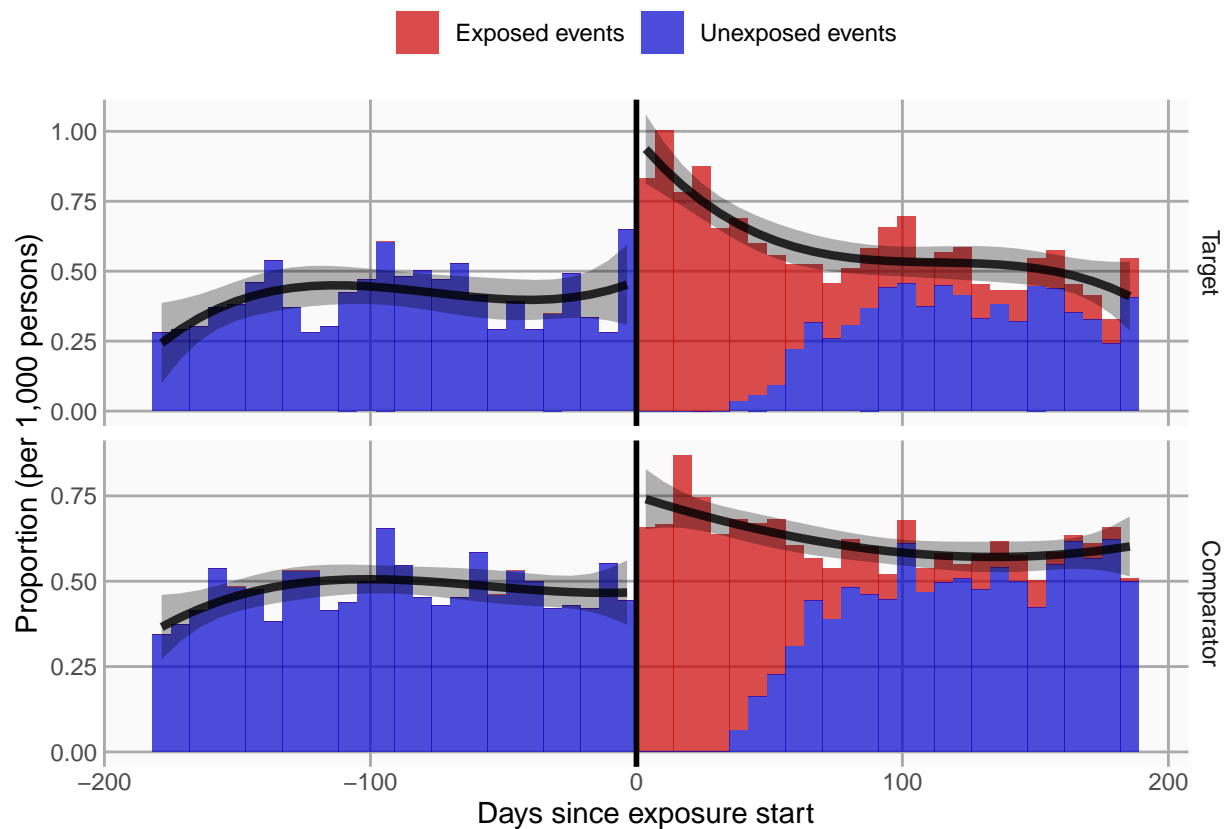 Exposed events Unexposed events
Proportion (per 1,000 persons)
1.00
0.75
0.50
0.25
0.00
Target
0.75
0.50
0.25
0.00
Comparator
−200 −100 0 100 200
Days since exposure start